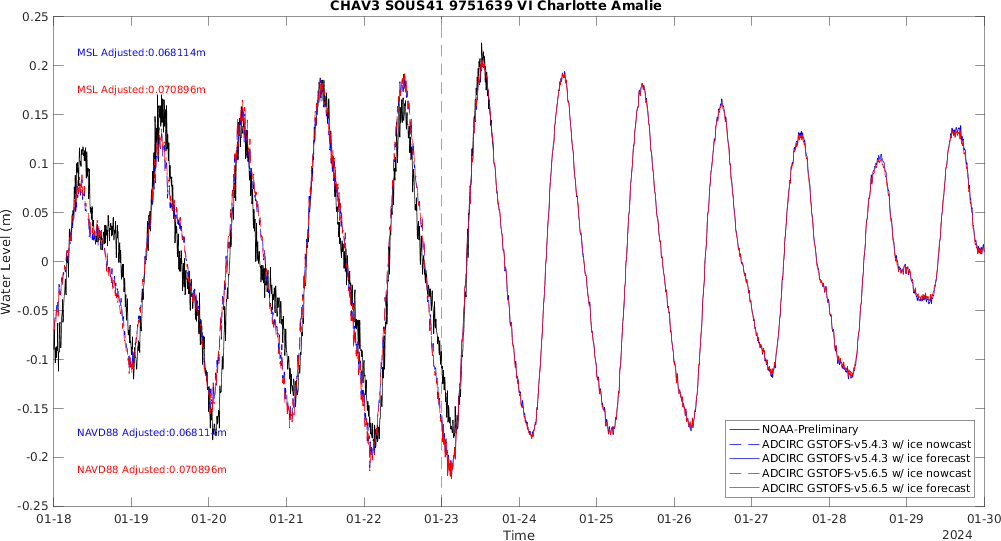 CHAV3 SOUS41 9751639 VI Charlotte Amalie
0.25
0.2
0.15
0.1
0.05
0
-0.05
-0.1
-0.15
-0.2
-0.25
Water Level (m)
MSL Adjusted:0.068114m
MSL Adjusted:0.070896m
NAVD88 Adjusted:0.068114m
NAVD88 Adjusted:0.070896m
NOAA-Preliminary
ADCIRC GSTOFS-v5.4.3 w/ ice nowcast
ADCIRC GSTOFS-v5.4.3 w/ ice forecast
ADCIRC GSTOFS-v5.6.5 w/ ice nowcast
ADCIRC GSTOFS-v5.6.5 w/ ice forecast
01-18 01-19 01-20 01-21 01-22 01-23 01-24 01-25 01-26 01-27 01-28 01-29 01-30
Time
2024